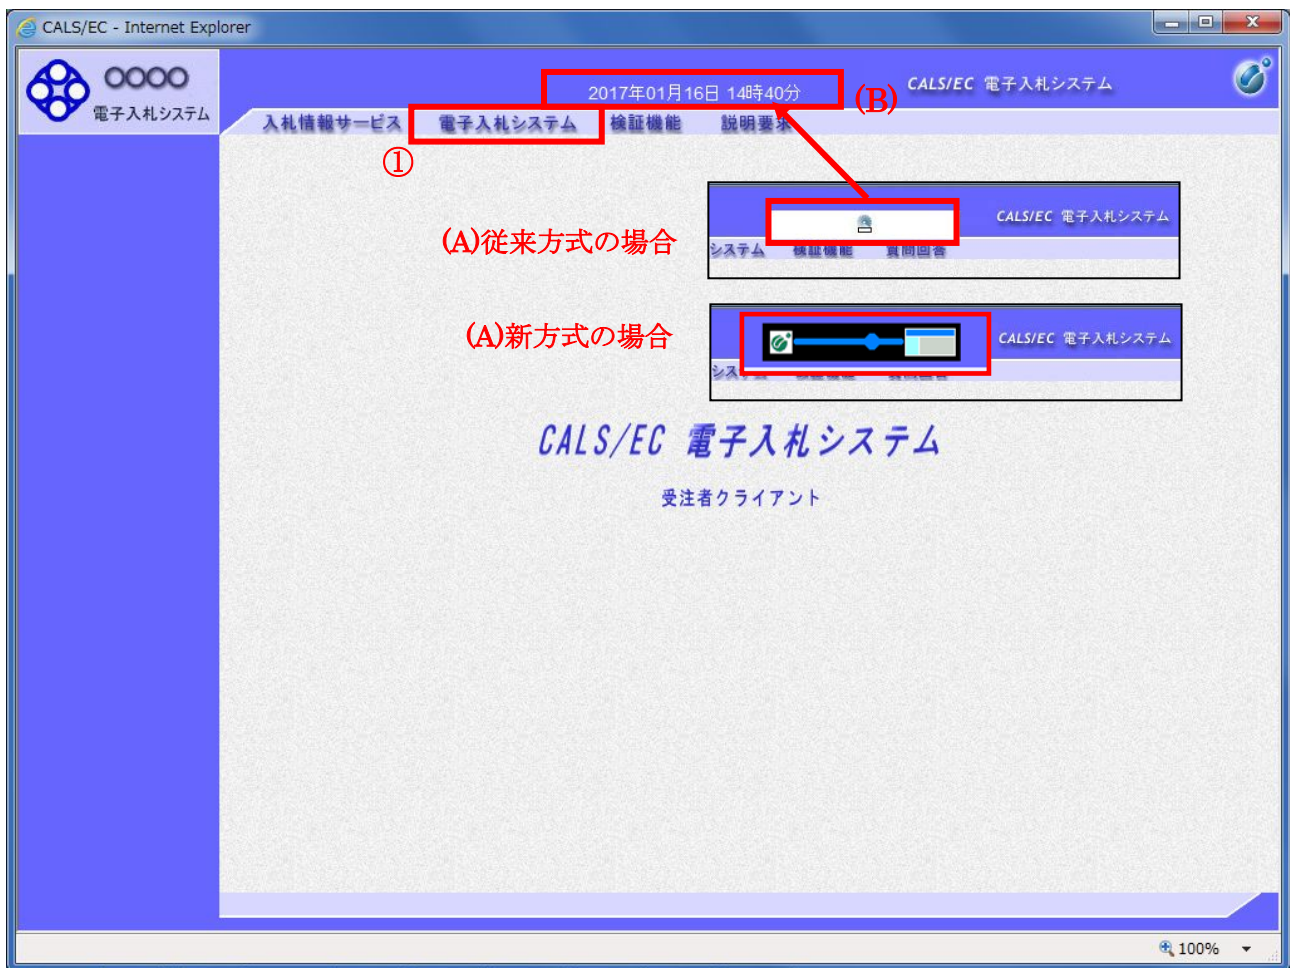 CALS/EC - Internet Explorer
〇〇〇〇
電子入札システム
2017年01月16日 14時40分
(B)
CALS/EC 電子入札システム
入札情報サービス 電子入札システム 検証機能 説明要求
①
(A)従来方式の場合
CALS/EC 電子入札システム
システム 検証機能 質問回答
(A)新方式の場合
CALS/EC 電子入札システム
CALS/EC 電子入札システム
受注者クライアント
100%